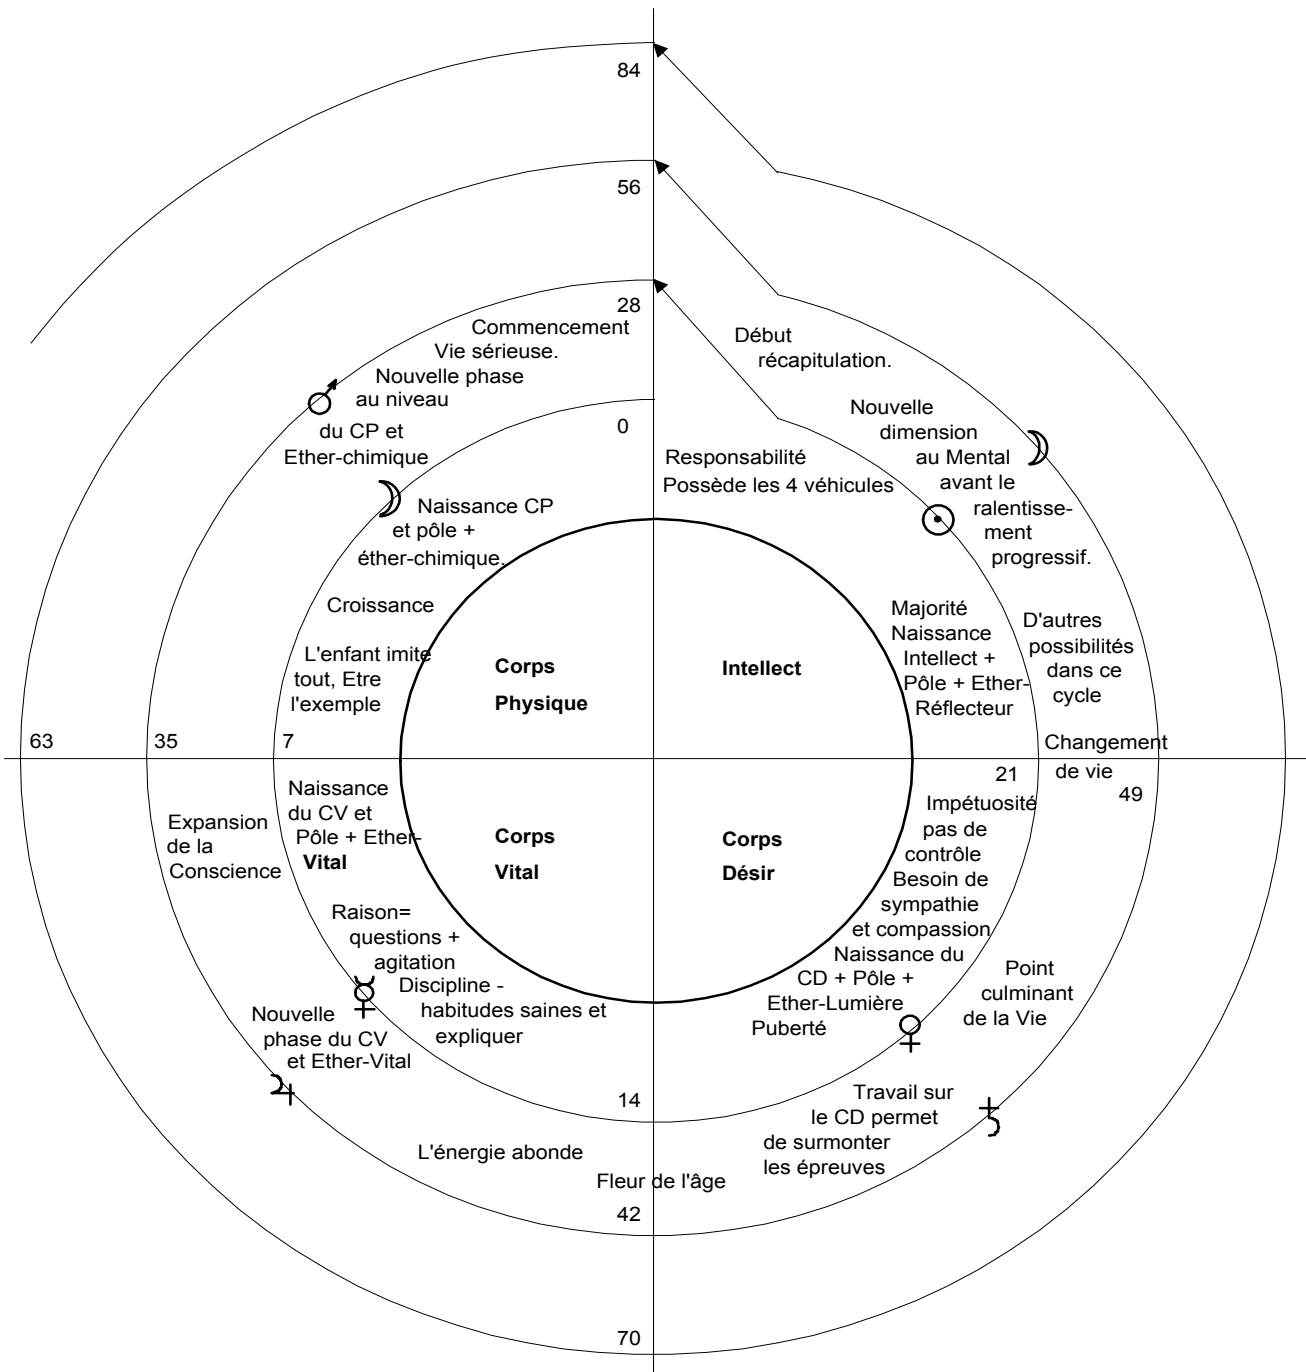 84
56
28
Commencement
Vie sérieuse.
Nouvelle phase
au niveau
du CP et
Ether-chimique
0
Naissance CP
et pôle +
éther-chimique.
Croissance
L'enfant imite
tout, Etre
l'exemple
Début
récapitulation.
Nouvelle
dimension
au Mental
avant le
ralentisse-
ment
progressif.
Responsabilité
Possède les 4 véhicules
Majorité
Naissance
Intellect +
Pôle + Ether-
Réflecteur
D'autres
possibilités
dans ce
cycle
Corps
Physique
Intellect
63
35
7
Changement
de vie
21
49
Naissance
du CV et
Pôle + Ether-
Vital
Expansion
de la
Conscience
Corps
Vital
Corps
Désir
Impétuosité
pas de
contrôle
Besoin de
sympathie
et compassion
Naissance du
CD + Pôle +
Ether-Lumière
Puberté
Raison=
questions +
agitation
Discipline -
habitudes saines et
expliquer
Nouvelle
phase du CV
et Ether-Vital
Point
culminant
de la Vie
14
Travail sur
le CD permet
de surmonter
les épreuves
L'énergie abonde
Fleur de l'âge
42
70